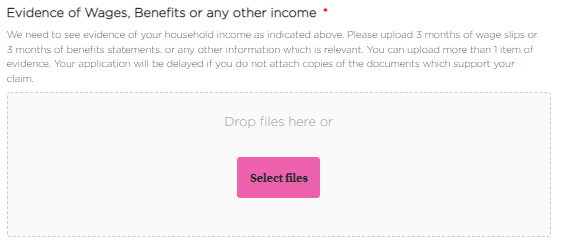 Evidence of Wages, Benefits or any other income *
We need to see evidence of your household income as indicated above. Please upload 3 months of wage slips or
3 months of benefits statements. or any other information which is relevant. You can upload more than 1 item of
evidence. Your application will be delayed if you do not attach copies of the documents which support your
claim.
Drop files here or
Select files